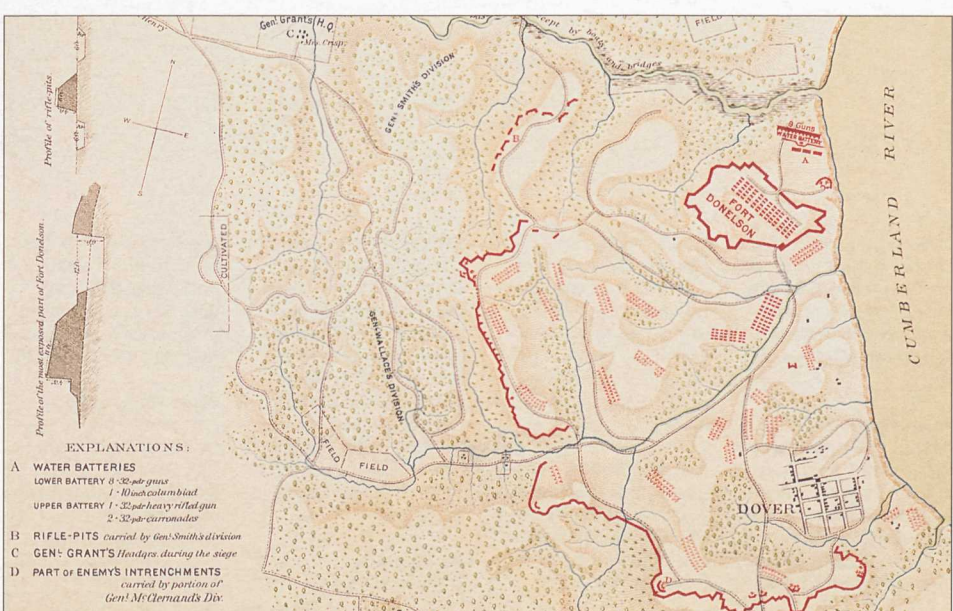 Henry
Gen! Grant's H.Q.
C
Mrs. Crisp.
cept
by boats and bridges
FIELD
GEN! SMITH'S DIVISION
N
W
E
S
Profile of rifle-pits.
Profile of the most exposed part of Fort Donelson.
B
9 Guns
WATER BATTERY
A
FORT
DONELSON
CUMBERLAND RIVER
CULTIVATED
GEN! WALLACE'S DIVISION.
FIELD
FIELD
DOVER
D
EXPLANATIONS:
A WATER BATTERIES
LOWER BATTERY 8·32-pdr guns
1·10 inch columbiad
UPPER BATTERY 1·32-pdr heavy rifled gun
2·32-pdr carronades
B RIFLE-PITS carried by Gen! Smith's division
C GEN! GRANT'S Headqrs. during the siege
D PART OF ENEMY'S INTRENCHMENTS
carried by portion of
Gen! McClernand's Div.